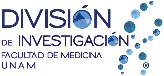 DIVISIÓN
DE INVESTIGACIÓN
FACULTAD DE MEDICINA
UNAM
®